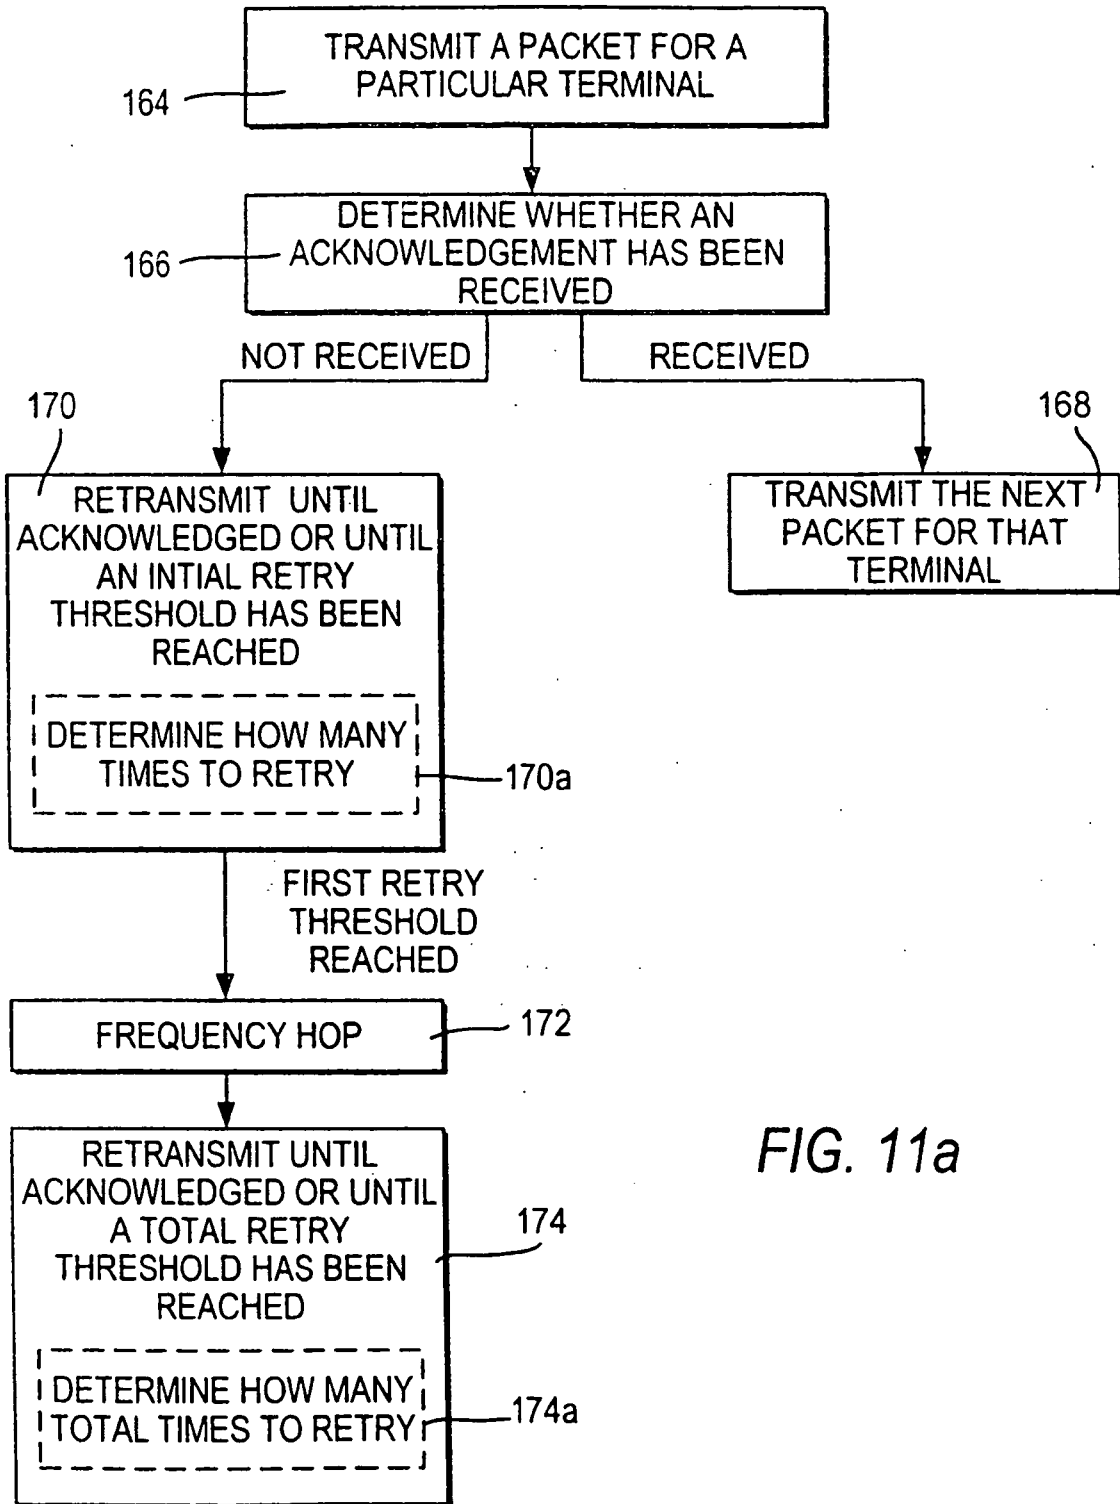 TRANSMIT A PACKET FOR A
PARTICULAR TERMINAL
164
DETERMINE WHETHER AN
ACKNOWLEDGEMENT HAS BEEN
RECEIVED
166
NOT RECEIVED
RECEIVED
170
168
RETRANSMIT UNTIL
ACKNOWLEDGED OR UNTIL
AN INTIAL RETRY
THRESHOLD HAS BEEN
REACHED
TRANSMIT THE NEXT
PACKET FOR THAT
TERMINAL
DETERMINE HOW MANY
TIMES TO RETRY
170a
FIRST RETRY
THRESHOLD
REACHED
FREQUENCY HOP
172
RETRANSMIT UNTIL
ACKNOWLEDGED OR UNTIL
A TOTAL RETRY
THRESHOLD HAS BEEN
REACHED
174
DETERMINE HOW MANY
TOTAL TIMES TO RETRY
174a
FIG. 11a